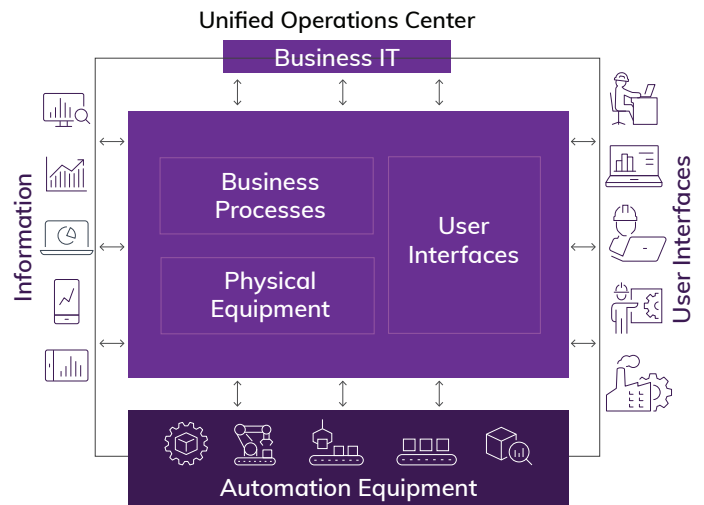 Unified Operations Center
Business IT
Information
Business
Processes
Physical
Equipment
User
Interfaces
User Interfaces
Automation Equipment